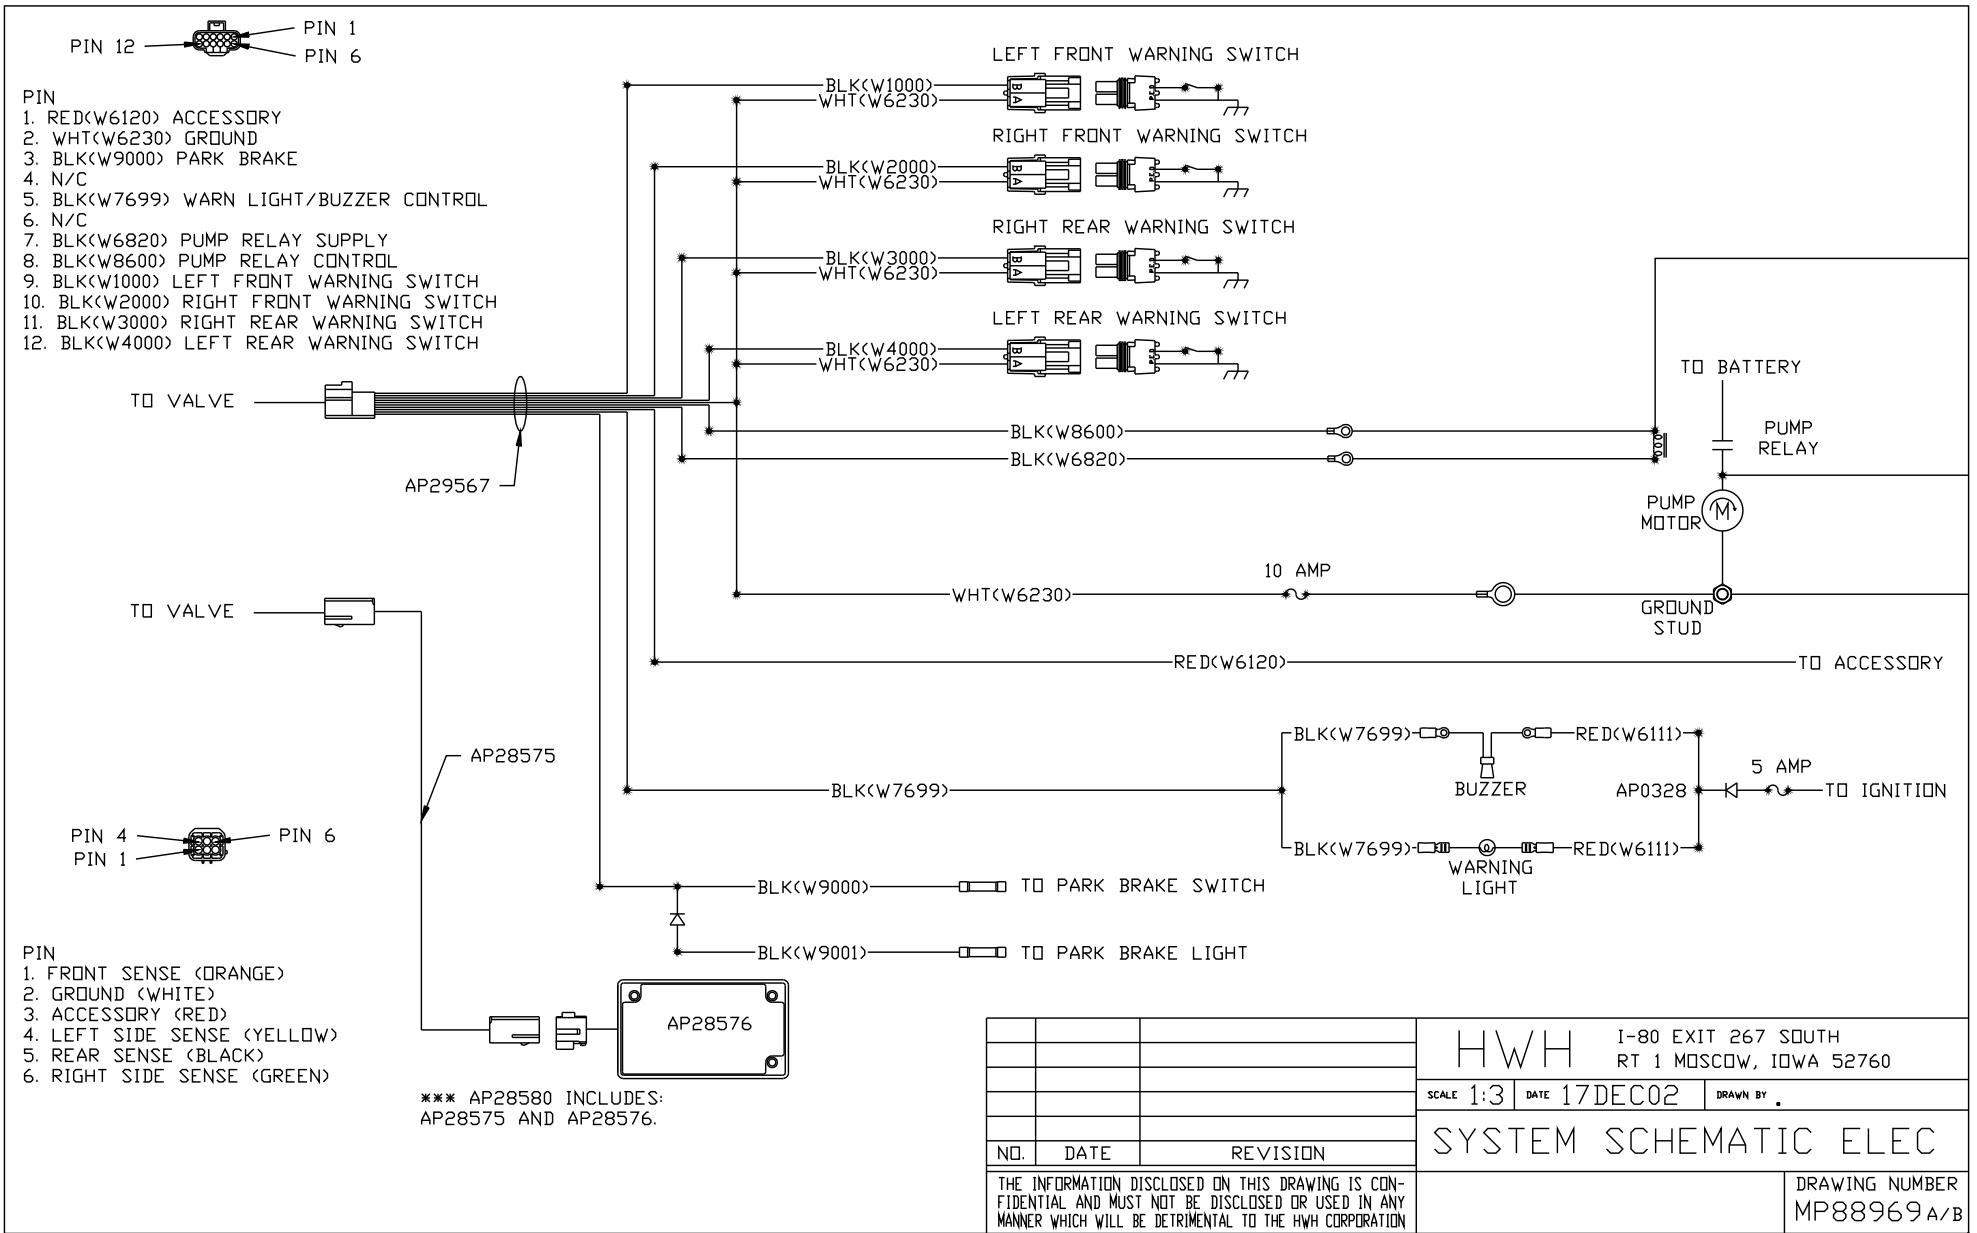 PIN 1
PIN 12
PIN 6
PIN
1. RED(W6120) ACCESSORY
2. WHT(W6230) GROUND
3. BLK(W9000) PARK BRAKE
4. N/C
5. BLK(W7699) WARN LIGHT/BUZZER CONTROL
6. N/C
7. BLK(W6820) PUMP RELAY SUPPLY
8. BLK(W8600) PUMP RELAY CONTROL
9. BLK(W1000) LEFT FRONT WARNING SWITCH
10. BLK(W2000) RIGHT FRONT WARNING SWITCH
11. BLK(W3000) RIGHT REAR WARNING SWITCH
12. BLK(W4000) LEFT REAR WARNING SWITCH
LEFT FRONT WARNING SWITCH
BLK(W1000)
WHT(W6230)
B
A
RIGHT FRONT WARNING SWITCH
BLK(W2000)
WHT(W6230)
B
A
RIGHT REAR WARNING SWITCH
BLK(W3000)
WHT(W6230)
B
A
LEFT REAR WARNING SWITCH
BLK(W4000)
WHT(W6230)
B
A
TO VALVE
AP29567
BLK(W8600)
BLK(W6820)
TO BATTERY
PUMP
RELAY
PUMP
MOTOR
M
10 AMP
WHT(W6230)
GROUND
STUD
RED(W6120)
TO ACCESSORY
TO VALVE
AP28575
BLK(W7699)
BLK(W7699)
RED(W6111)
BUZZER
AP0328
5 AMP
TO IGNITION
BLK(W7699)
RED(W6111)
WARNING
LIGHT
PIN 4
PIN 6
PIN 1
BLK(W9000)
TO PARK BRAKE SWITCH
BLK(W9001)
TO PARK BRAKE LIGHT
PIN
1. FRONT SENSE (ORANGE)
2. GROUND (WHITE)
3. ACCESSORY (RED)
4. LEFT SIDE SENSE (YELLOW)
5. REAR SENSE (BLACK)
6. RIGHT SIDE SENSE (GREEN)
AP28576
*** AP28580 INCLUDES:
AP28575 AND AP28576.
NO. DATE REVISION
THE INFORMATION DISCLOSED ON THIS DRAWING IS CON-
FIDENTIAL AND MUST NOT BE DISCLOSED OR USED IN ANY
MANNER WHICH WILL BE DETRIMENTAL TO THE HWH CORPORATION
HWH
I-80 EXIT 267 SOUTH
RT 1 MOSCOW, IOWA 52760
SCALE 1:3 DATE 17DEC02 DRAWN BY .
SYSTEM SCHEMATIC ELEC
DRAWING NUMBER
MP88969 A/B